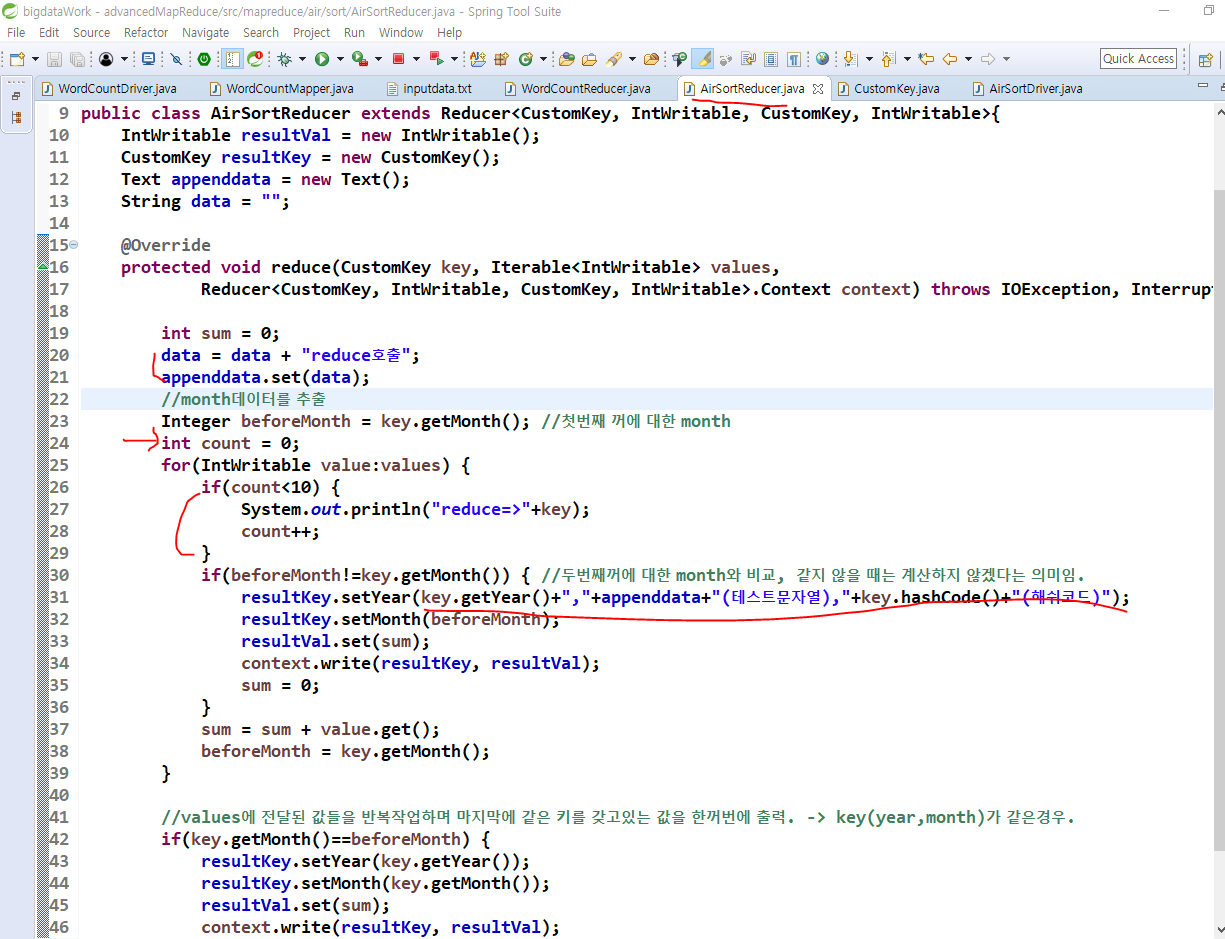 bigdataWork - advancedMapReduce/src/mapreduce/air/sort/AirSortReducer.java - Spring Tool Suite
File Edit Source Refactor Navigate Search Project Run Window Help
Quick Access
WordCountDriver.java WordCountMapper.java inputdata.txt WordCountReducer.java AirSortReducer.java CustomKey.java AirSortDriver.java
9 public class AirSortReducer extends Reducer<CustomKey, IntWritable, CustomKey, IntWritable>{
10 IntWritable resultVal = new IntWritable();
11 CustomKey resultKey = new CustomKey();
12 Text appenddata = new Text();
13 String data = "";
14
15 @Override
16 protected void reduce(CustomKey key, Iterable<IntWritable> values,
17 Reducer<CustomKey, IntWritable, CustomKey, IntWritable>.Context context) throws IOException, Interrupt
18
19 int sum = 0;
20 data = data + "reduce호출";
21 appenddata.set(data);
22 //month데이터를 추출
23 Integer beforeMonth = key.getMonth(); //첫번째 꺼에 대한 month
24 int count = 0;
25 for(IntWritable value:values) {
26 if(count<10) {
27 System.out.println("reduce=>"+key);
28 count++;
29 }
30 if(beforeMonth!=key.getMonth()) { //두번째꺼에 대한 month와 비교, 같지 않을 때는 계산하지 않겠다는 의미임.
31 resultKey.setYear(key.getYear()+","+appenddata+"(테스트문자열),"+key.hashCode()+"(해쉬코드)");
32 resultKey.setMonth(beforeMonth);
33 resultVal.set(sum);
34 context.write(resultKey, resultVal);
35 sum = 0;
36 }
37 sum = sum + value.get();
38 beforeMonth = key.getMonth();
39 }
40
41 //values에 전달된 값들을 반복작업하며 마지막에 같은 키를 갖고있는 값을 한꺼번에 출력. -> key(year,month)가 같은경우.
42 if(key.getMonth()==beforeMonth) {
43 resultKey.setYear(key.getYear());
44 resultKey.setMonth(key.getMonth());
45 resultVal.set(sum);
46 context.write(resultKey, resultVal);